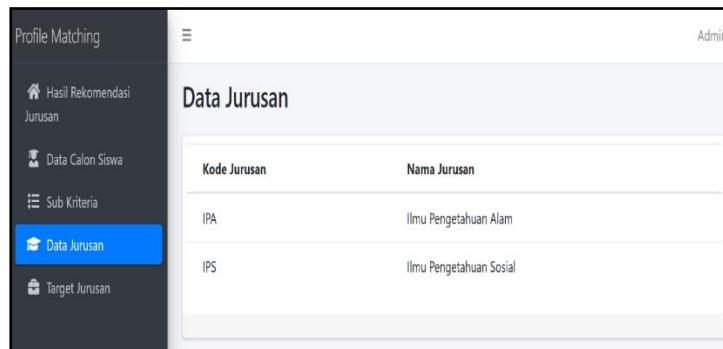 Profile Matching
Admin
Hasil Rekomendasi
Jurusan
Data Calon Siswa
Sub Kriteria
Data Jurusan
Target Jurusan
Data Jurusan
Kode Jurusan Nama Jurusan
IPA Ilmu Pengetahuan Alam
IPS Ilmu Pengetahuan Sosial